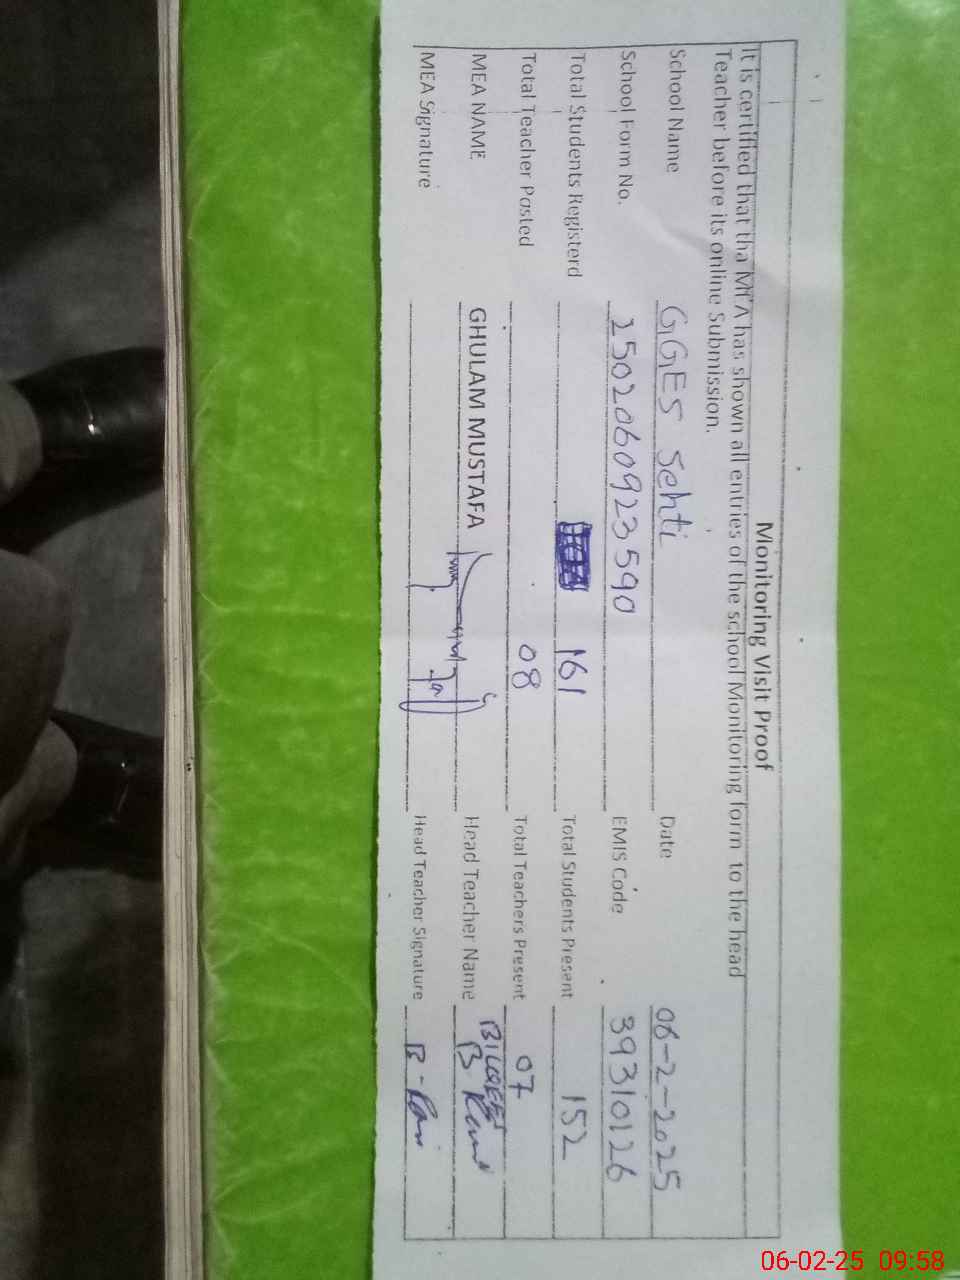 Monitoring Visit Proof
It is certified that tha MEA has shown all entries of the school Monitoring form to the head
Teacher before its online Submission.
School Name GGES Sehti Date 06-2-2025
School Form No. 2502060923590 EMIS Code 39310126
Total Students Registerd 161 Total Students Present 152
Total Teacher Posted 08 Total Teachers Present 07
MEA NAME GHULAM MUSTAFA Head Teacher Name
MEA Signature Head Teacher Signature
06-02-25 09:58